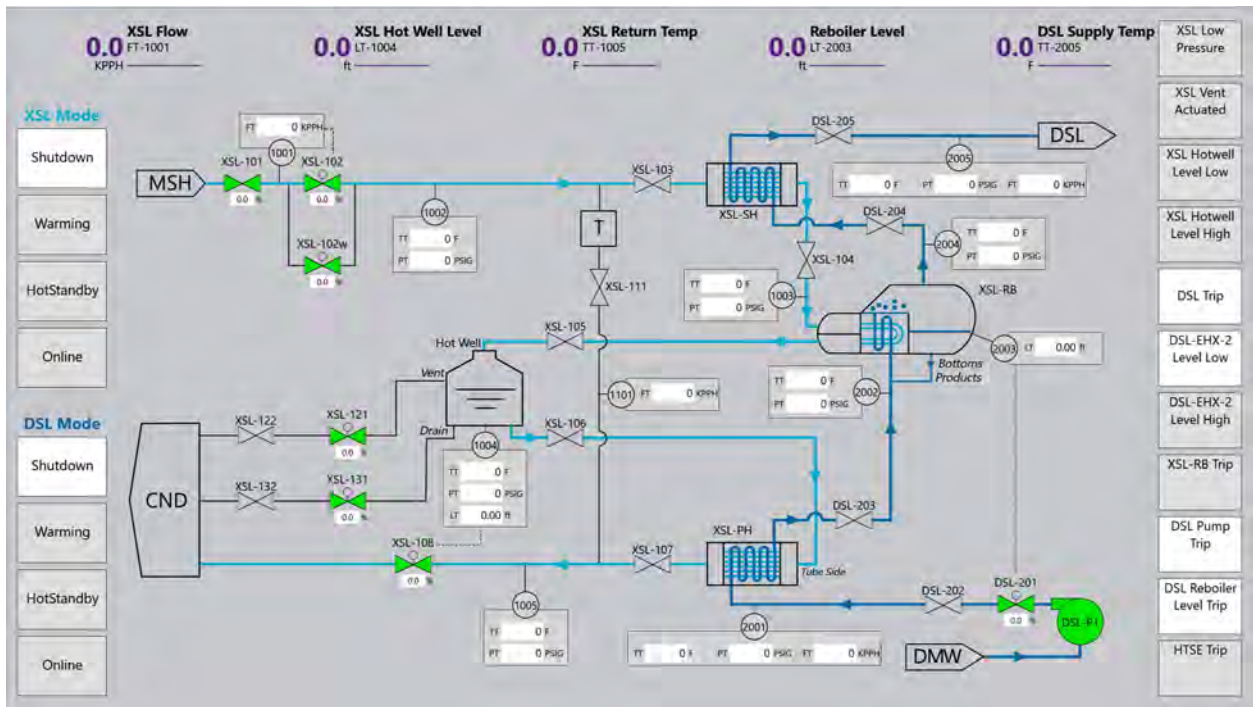 XSL Flow
0.0 FT-1001
KPPH
XSL Hot Well Level
0.0 LT-1004
ft
XSL Return Temp
0.0 TT-1005
F
Reboiler Level
0.0 LT-2003
ft
DSL Supply Temp
0.0 TT-2005
F
XSL Low
Pressure
XSL Vent
Actuated
XSL Hotwell
Level Low
XSL Hotwell
Level High
DSL Trip
DSL-EHX-2
Level Low
DSL-EHX-2
Level High
XSL-RB Trip
DSL Pump
Trip
DSL Reboiler
Level Trip
HTSE Trip
XSL Mode
Shutdown
Warming
HotStandby
Online
DSL Mode
Shutdown
Warming
HotStandby
Online
FT 0 KPPH
1001
XSL-101
XSL-102
MSH
0.0 %
0.0 %
XSL-102w
0.0 %
1002
TT 0 F
PT 0 PSIG
T
XSL-111
XSL-103
XSL-SH
DSL-205
DSL
2005
TT 0 F PT 0 PSIG FT 0 KPPH
DSL-204
2004
TT 0 F
PT 0 PSIG
XSL-104
TT 0 F
PT 0 PSIG
1003
XSL-RB
2003
LT 0.00 ft
Bottoms
Products
TT 0 F
PT 0 PSIG
2002
XSL-105
Hot Well
Vent
Drain
1101 FT 0 KPPH
XSL-106
1004
TT 0 F
PT 0 PSIG
LT 0.00 ft
XSL-122
XSL-121
0.0 %
XSL-132
XSL-131
0.0 %
CND
XSL-108
0.0 %
1005
TT 0 F
PT 0 PSIG
XSL-107
XSL-PH
Tube Side
DSL-203
2001
TT 0 F PT 0 PSIG FT 0 KPPH
DSL-202
DSL-201
0.0 %
DSL-P1
DMW